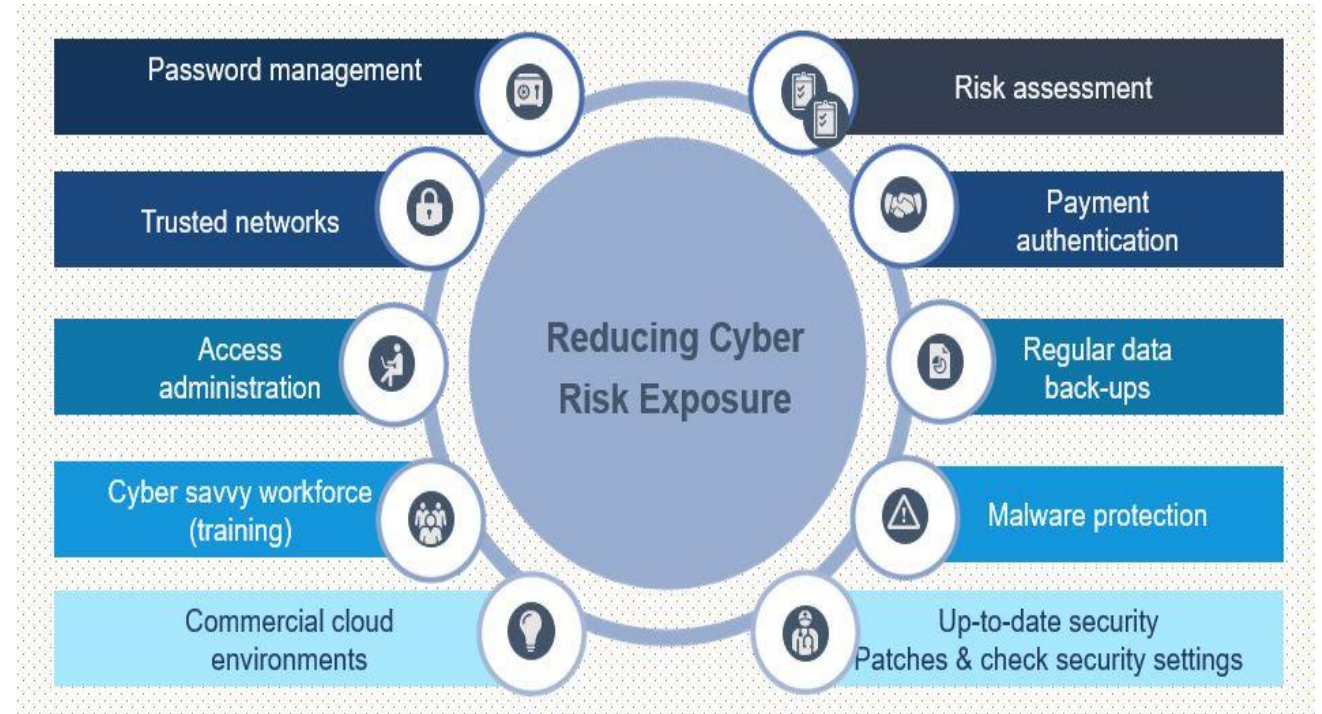 Password management
Trusted networks
Access
administration
Cyber savvy workforce
(training)
Commercial cloud
environments
Reducing Cyber
Risk Exposure
Risk assessment
Payment
authentication
Regular data
back-ups
Malware protection
Up-to-date security
Patches & check security settings